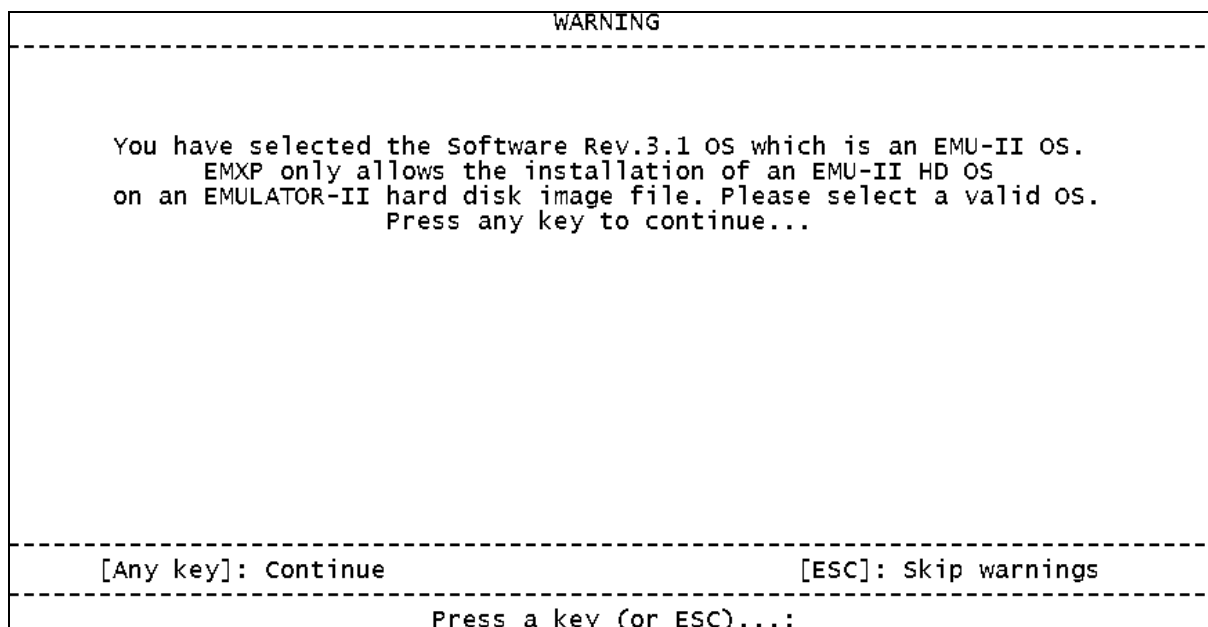 WARNING
You have selected the Software Rev.3.1 OS which is an EMU-II OS.
EMXP only allows the installation of an EMU-II HD OS
on an EMULATOR-II hard disk image file. Please select a valid OS.
Press any key to continue...
[Any key]: Continue [ESC]: Skip warnings
Press a key (or ESC)...: